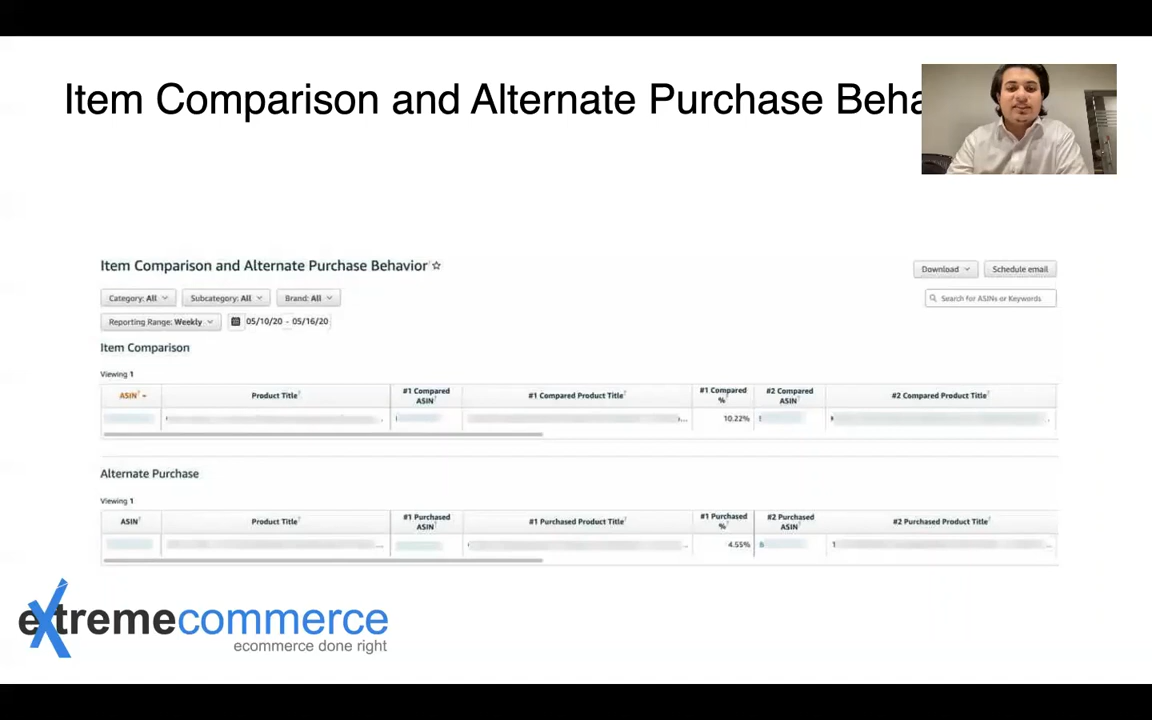 Item Comparison and Alternate Purchase Beha
Item Comparison and Alternate Purchase Behavior
Download
Schedule email
Category: All
Subcategory: All
Brand: All
Search for ASINs or Keywords
Reporting Range: Weekly
05/10/20 - 05/16/20
Item Comparison
Viewing 1
ASIN
Product Title
#1 Compared
ASIN
#1 Compared Product Title
#1 Compared
%
#2 Compared
ASIN
#2 Compared Product Title
10.22%
Alternate Purchase
Viewing 1
ASIN
Product Title
#1 Purchased
ASIN
#1 Purchased Product Title
#1 Purchased
%
#2 Purchased
ASIN
#2 Purchased Product Title
4.55%
extremecommerce
ecommerce done right